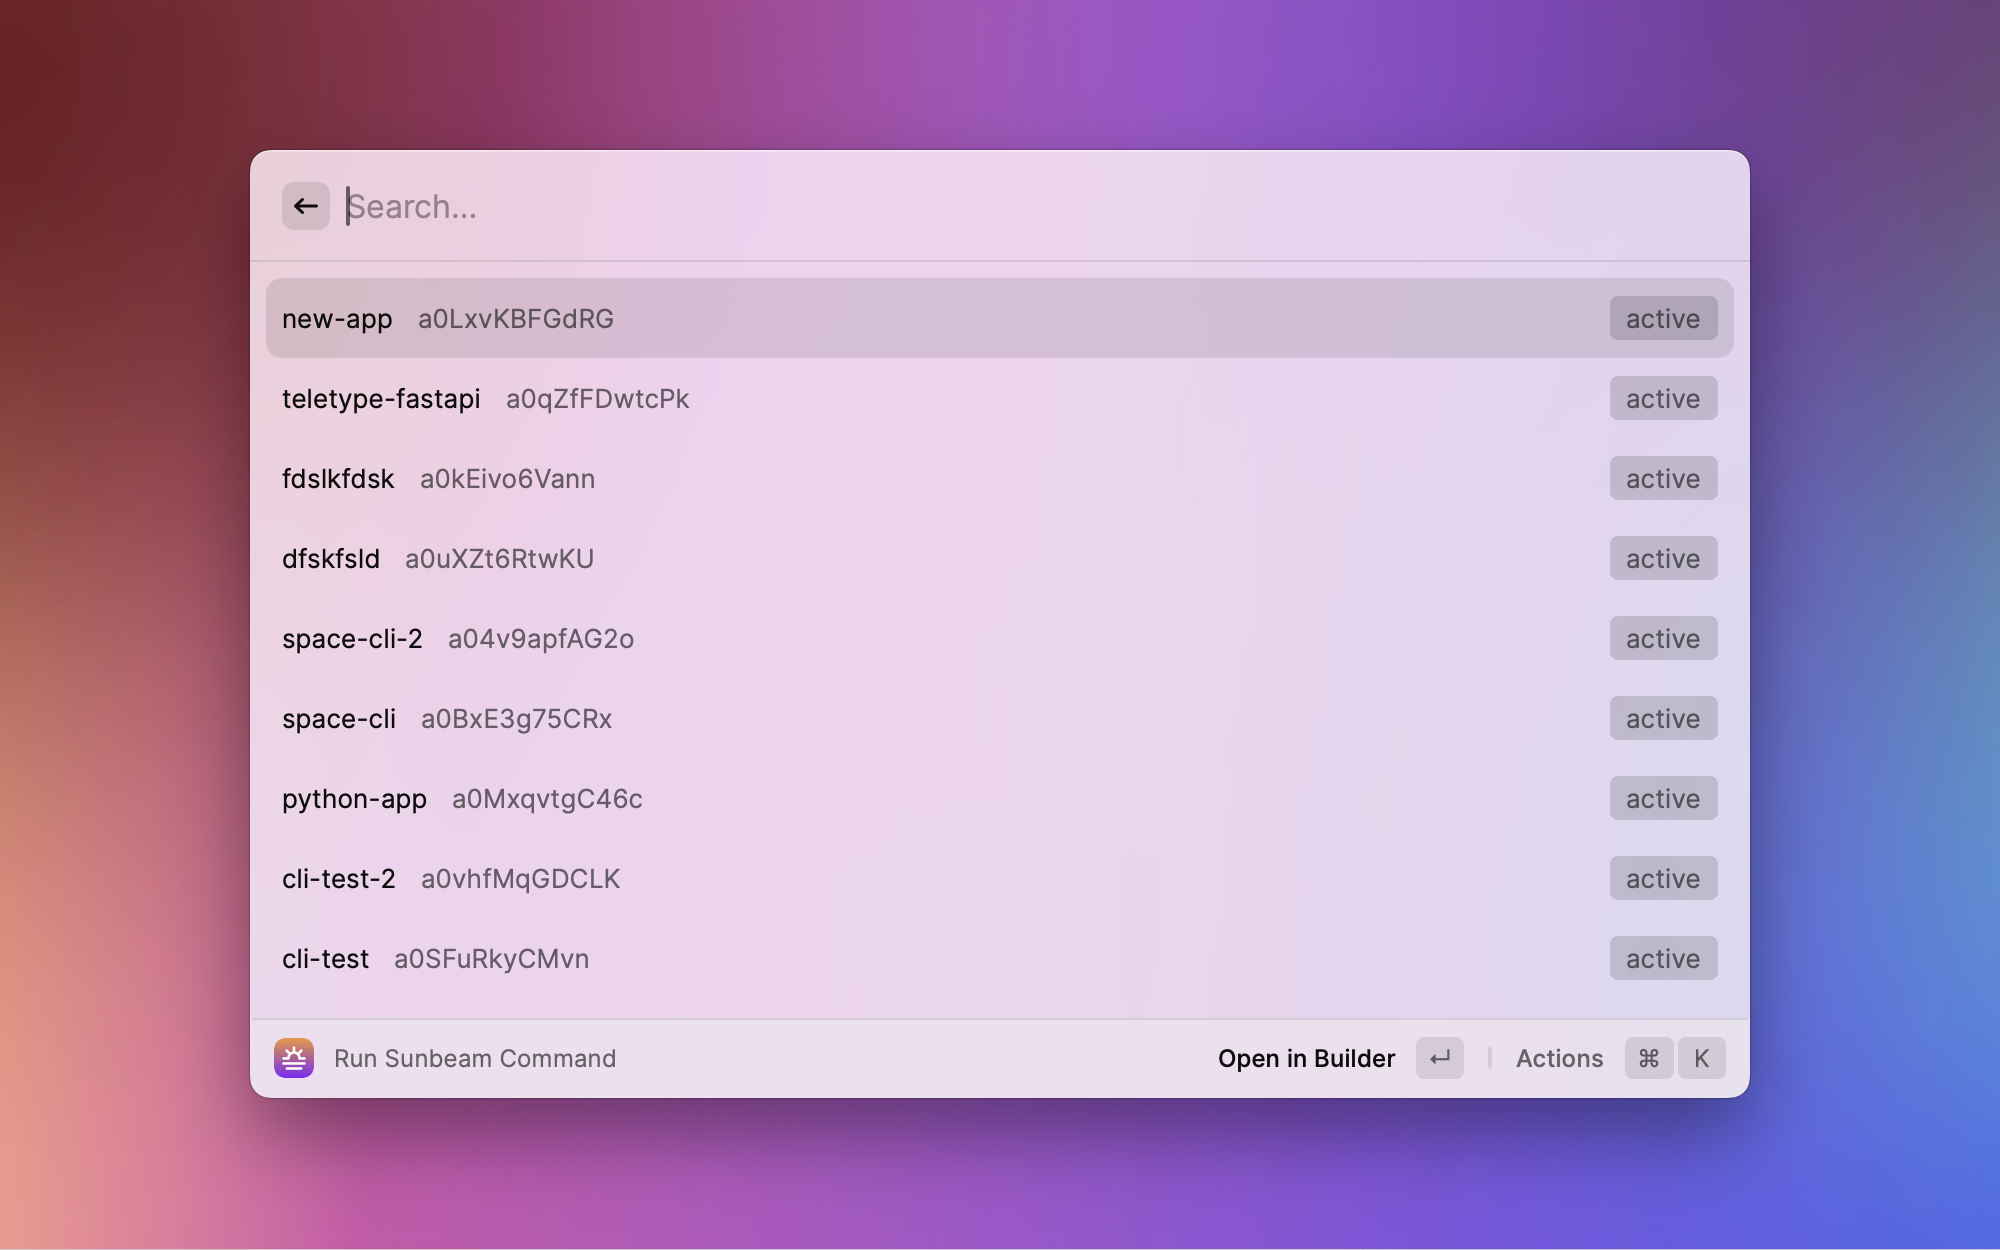 Search...
new-app a0LxvKBFGdRG active
teletype-fastapi a0qZfFDwtcPk active
fdslkfdsk a0kEivo6Vann active
dfskfsld a0uXZt6RtwKU active
space-cli-2 a04v9apfAG2o active
space-cli a0BxE3g75CRx active
python-app a0MxqvtgC46c active
cli-test-2 a0vhfMqGDCLK active
cli-test a0SFuRkyCMvn active
Run Sunbeam Command Open in Builder ↵ Actions ⌘ K